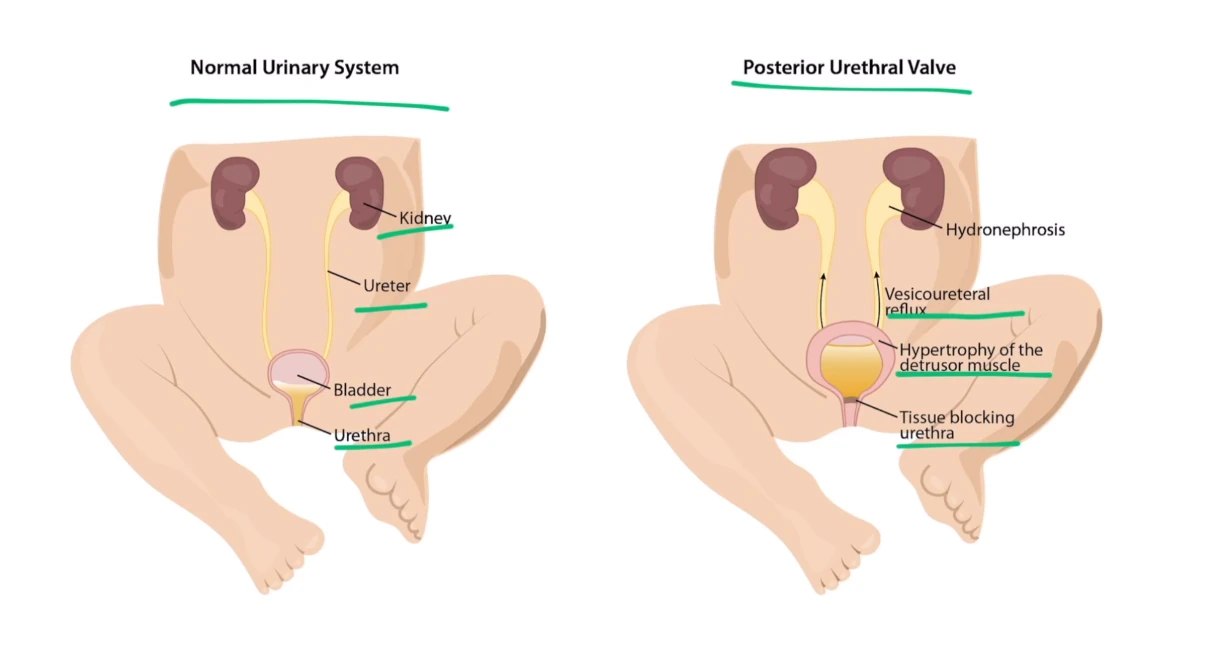 Normal Urinary System
Kidney
Ureter
Bladder
Urethra
Posterior Urethral Valve
Hydronephrosis
Vesicoureteral
reflux
Hypertrophy of the
detrusor muscle
Tissue blocking
urethra